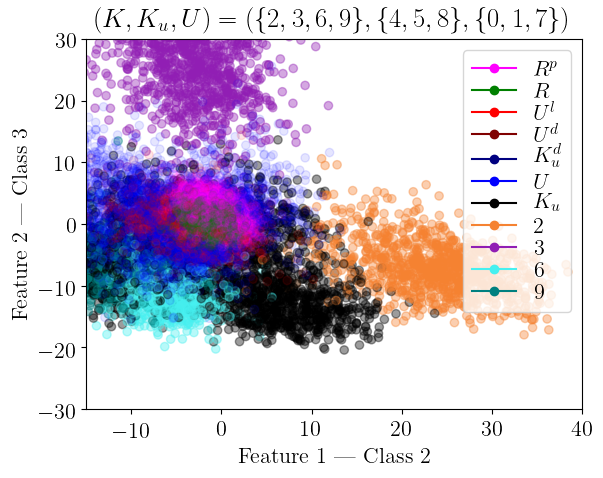 (K, K_u, U) = ({2, 3, 6, 9}, {4, 5, 8}, {0, 1, 7})
30
20
10
0
−10
−20
−30
Feature 2 — Class 3
R^p
R
U^l
U^d
K_u^d
U
K_u
2
3
6
9
−10 0 10 20 30 40
Feature 1 — Class 2